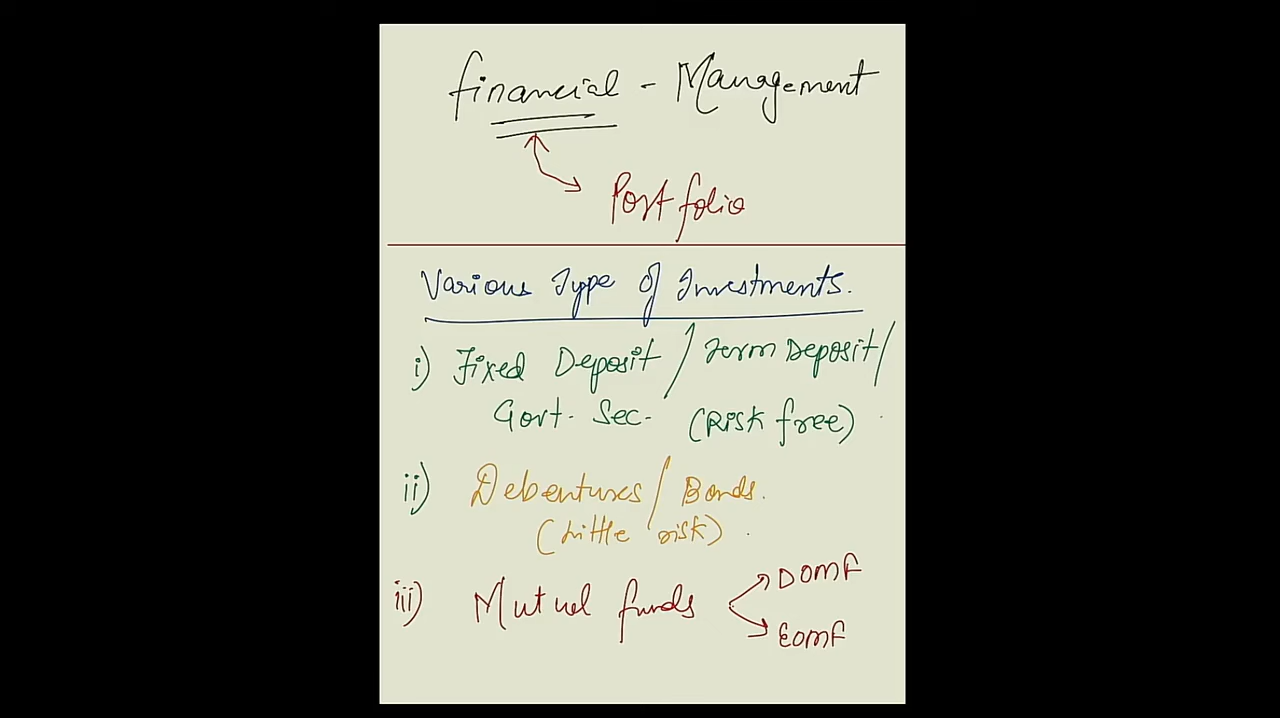 financial - Management
Portfolio
Various Type of Investments.
i) Fixed Deposit / Term Deposit /
Govt. Sec. (Risk free)
ii) Debentures / Bonds.
(Little risk)
iii) Mutual funds
DOMF
EOMF